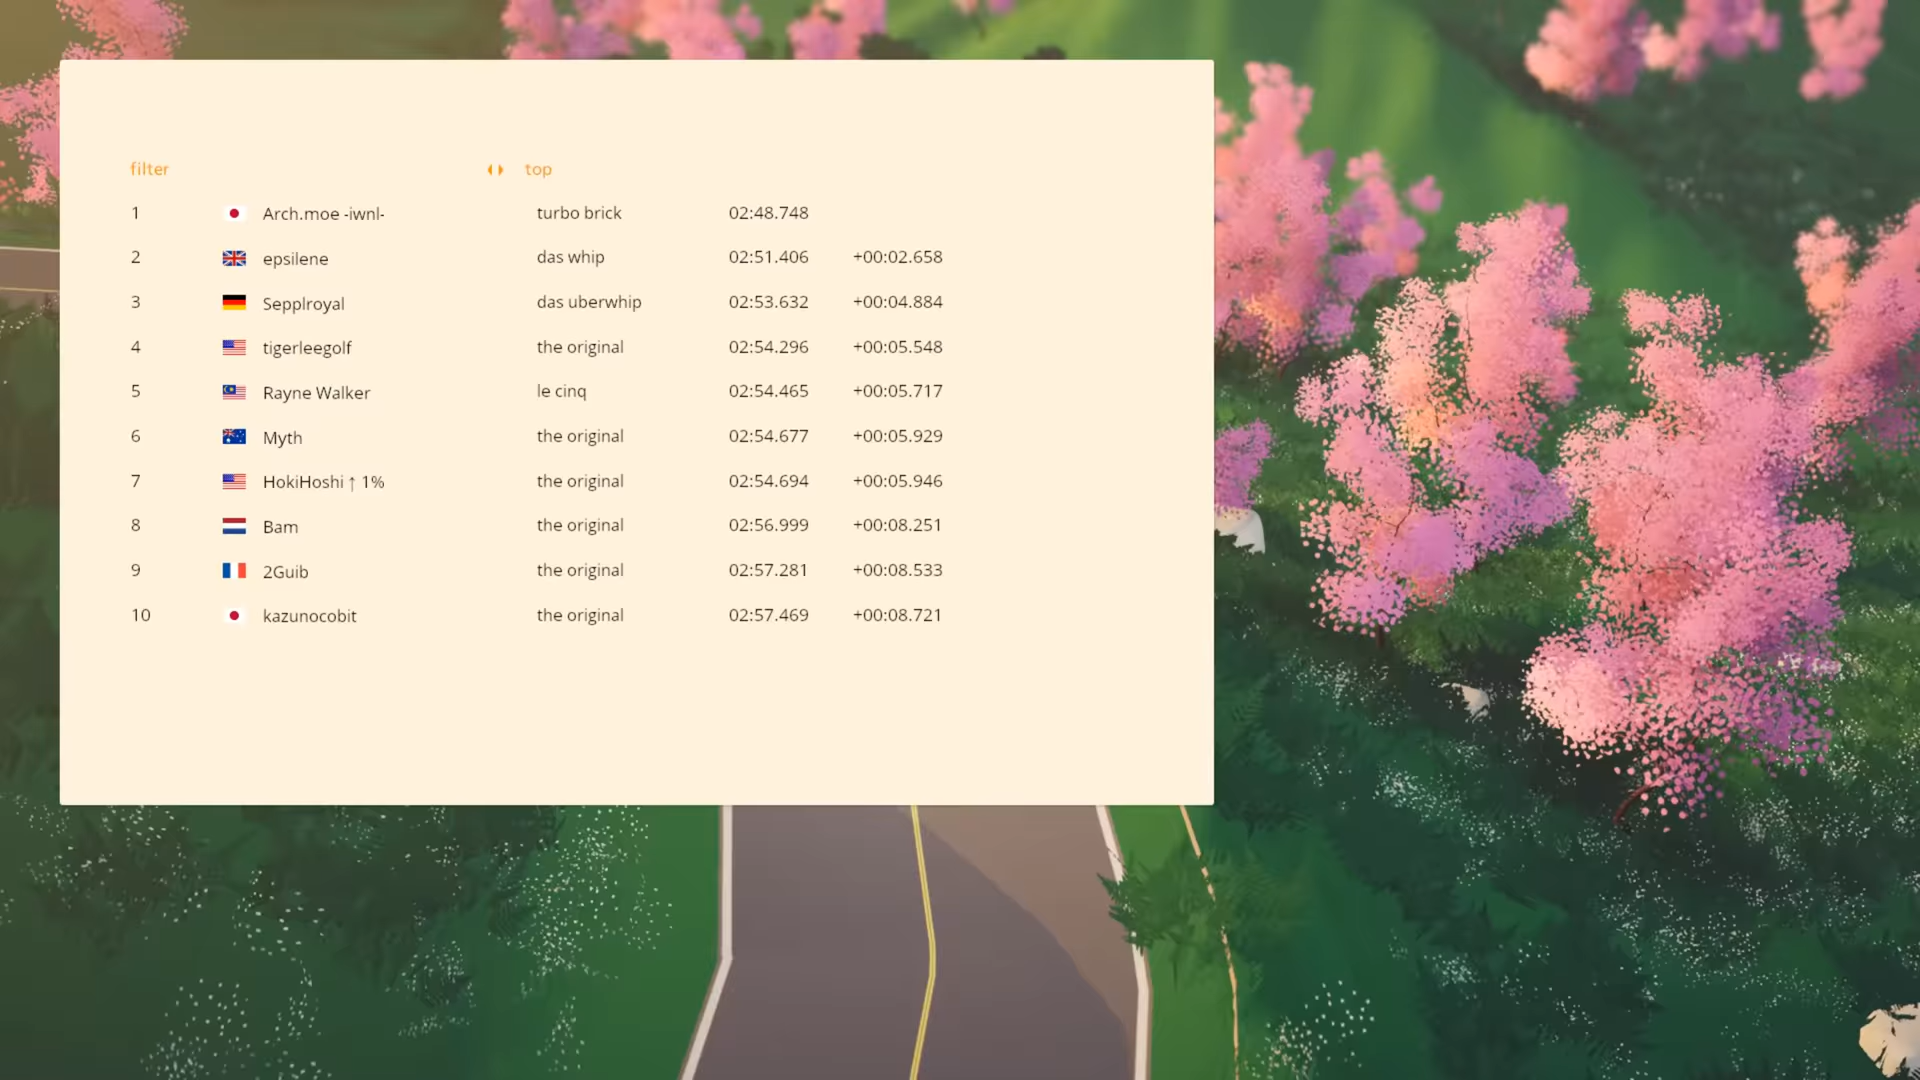 filter top
1 Arch.moe -iwnl- turbo brick 02:48.748
2 epsilene das whip 02:51.406 +00:02.658
3 Sepplroyal das uberwhip 02:53.632 +00:04.884
4 tigerleegolf the original 02:54.296 +00:05.548
5 Rayne Walker le cinq 02:54.465 +00:05.717
6 Myth the original 02:54.677 +00:05.929
7 HokiHoshi ↑ 1% the original 02:54.694 +00:05.946
8 Bam the original 02:56.999 +00:08.251
9 2Guib the original 02:57.281 +00:08.533
10 kazunocobit the original 02:57.469 +00:08.721